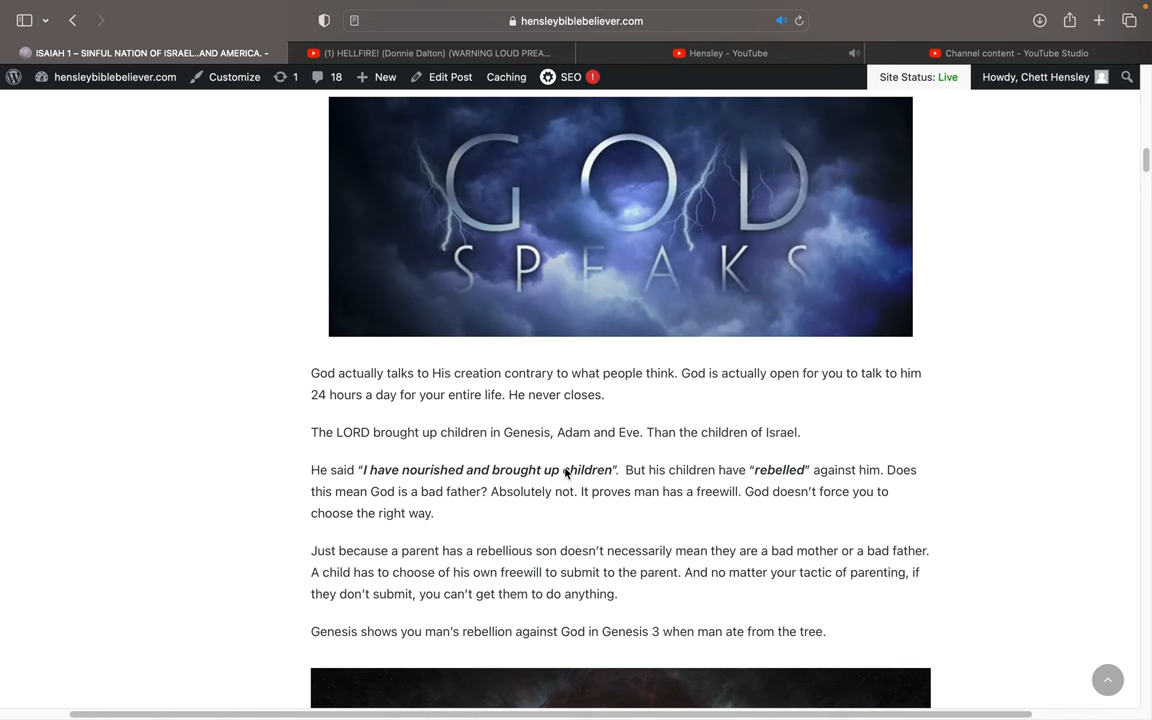 hensleybiblebeliever.com
ISAIAH 1 – SINFUL NATION OF ISRAEL..AND AMERICA. -
(1) HELLFIRE! (Donnie Dalton) (WARNING LOUD PREA...
Hensley - YouTube
Channel content - YouTube Studio
hensleybiblebeliever.com
Customize
1
18
New
Edit Post
Caching
SEO
!
Site Status: Live
Howdy, Chett Hensley
GOD
SPEAKS
God actually talks to His creation contrary to what people think. God is actually open for you to talk to him
24 hours a day for your entire life. He never closes.
The LORD brought up children in Genesis, Adam and Eve. Than the children of Israel.
He said “I have nourished and brought up children”.  But his children have “rebelled” against him. Does
this mean God is a bad father? Absolutely not. It proves man has a freewill. God doesn’t force you to
choose the right way.
Just because a parent has a rebellious son doesn’t necessarily mean they are a bad mother or a bad father.
A child has to choose of his own freewill to submit to the parent. And no matter your tactic of parenting, if
they don’t submit, you can’t get them to do anything.
Genesis shows you man’s rebellion against God in Genesis 3 when man ate from the tree.